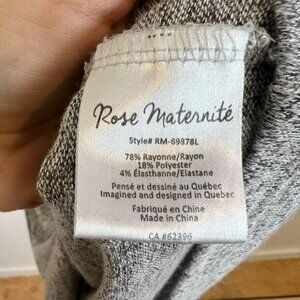 Rose Maternité
Style# RM-69878L
78% Rayonne/Rayon
18% Polyester
4% Élasthanne/Elastane
Pensé et dessiné au Québec
Imagined and designed in Quebec
Fabriqué en Chine
Made in China
CA #62396